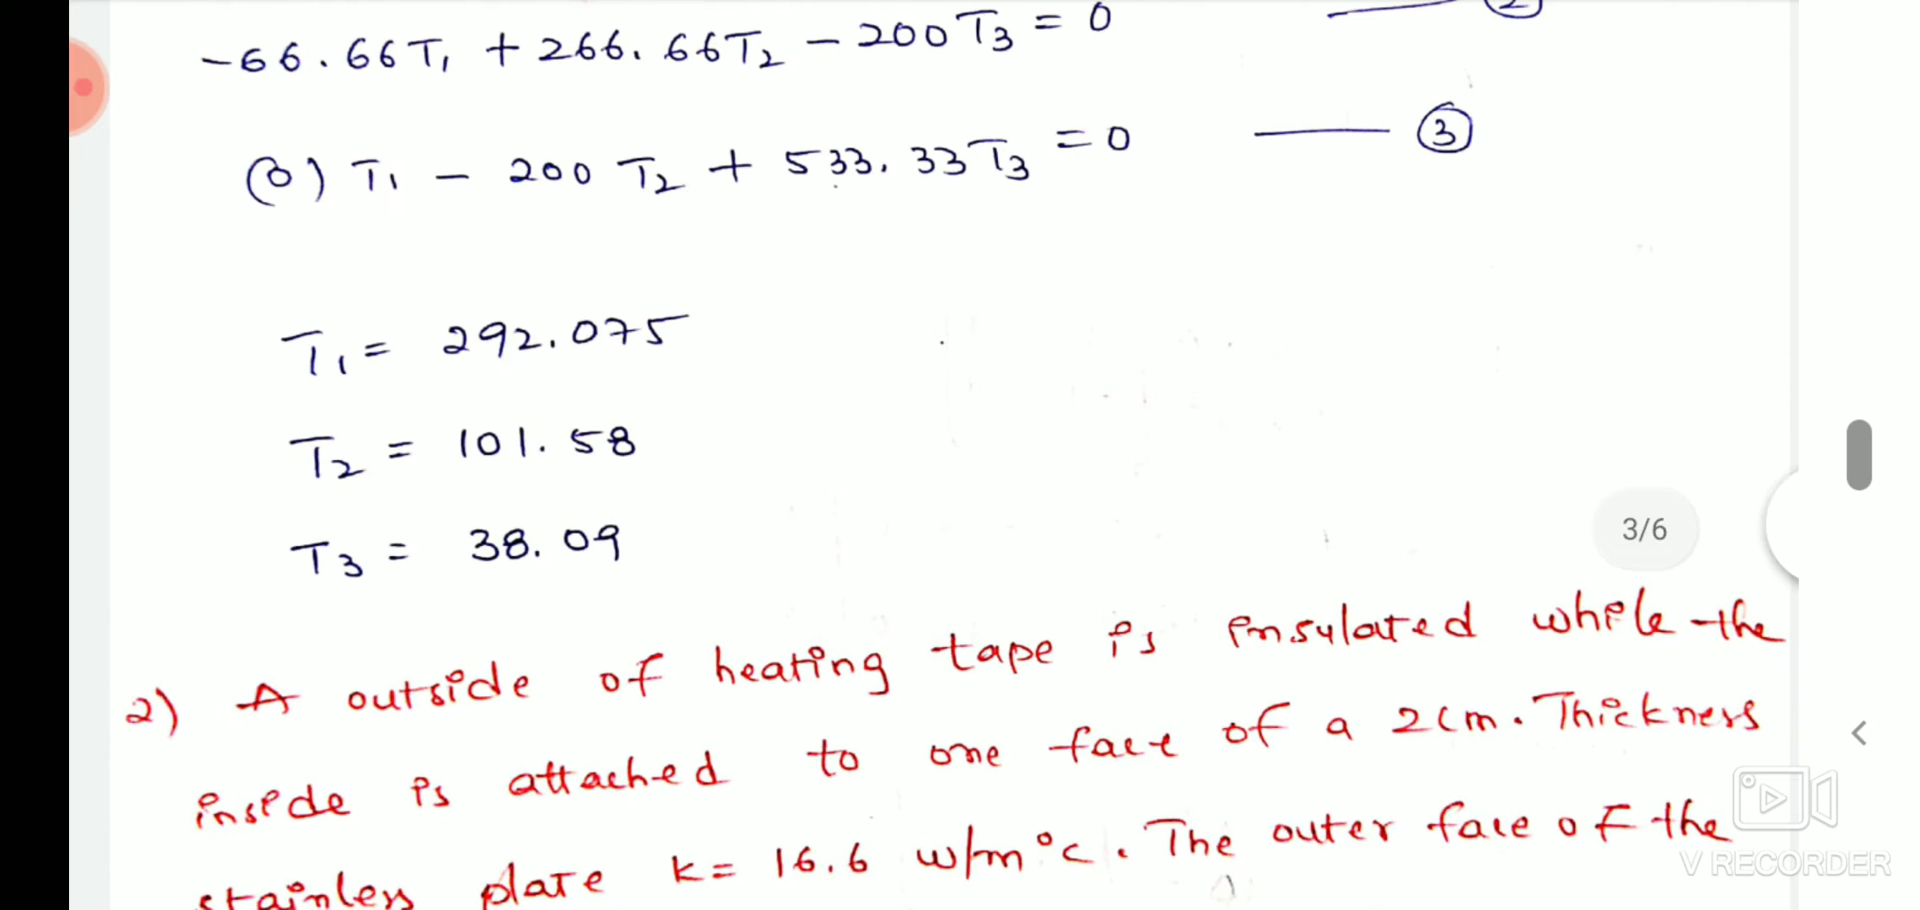 -66.66T₁ + 266.66T₂ - 200T₃ = 0 —— ②
(0) T₁ - 200 T₂ + 533.33T₃ = 0 —— ③
T₁ = 292.075
T₂ = 101.58
T₃ = 38.09
3/6
2) A outside of heating tape is insulated while the
inside is attached to one face of a 2cm. Thickness
stainless plate k = 16.6 w/m°c. The outer face of the
V RECORDER